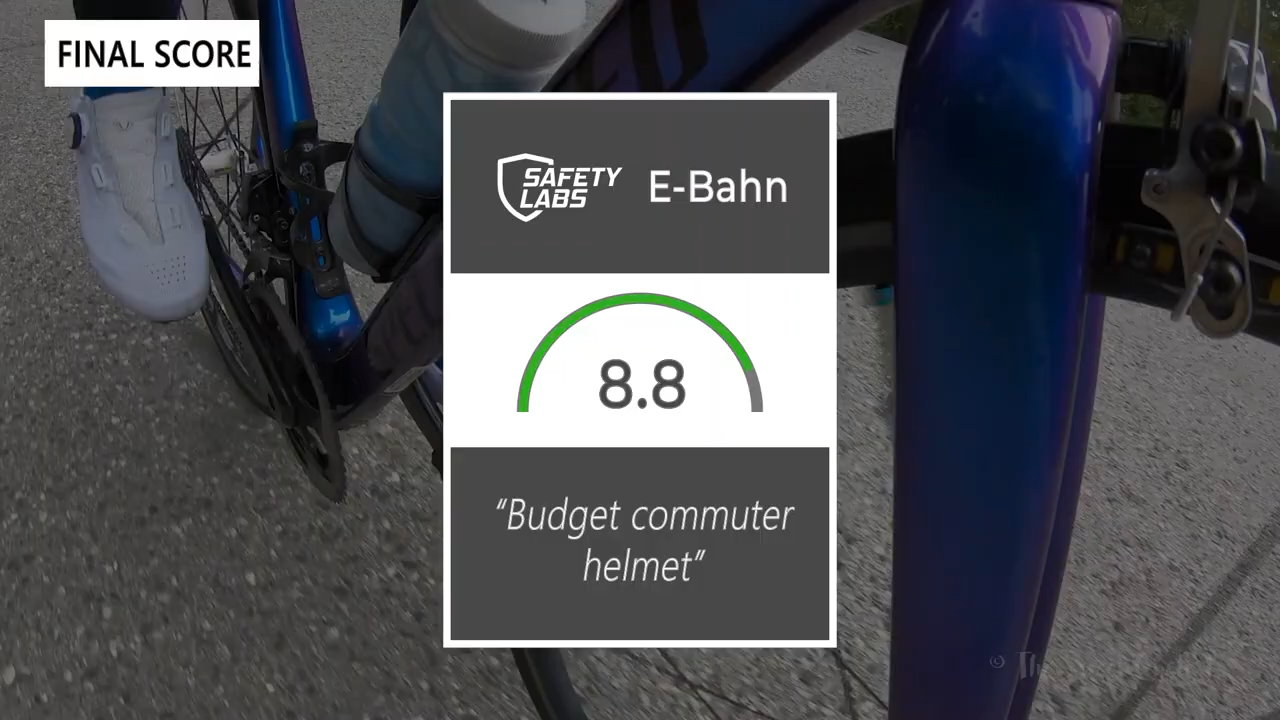 FINAL SCORE
SAFETY LABS E-Bahn
8.8
“Budget commuter
helmet”